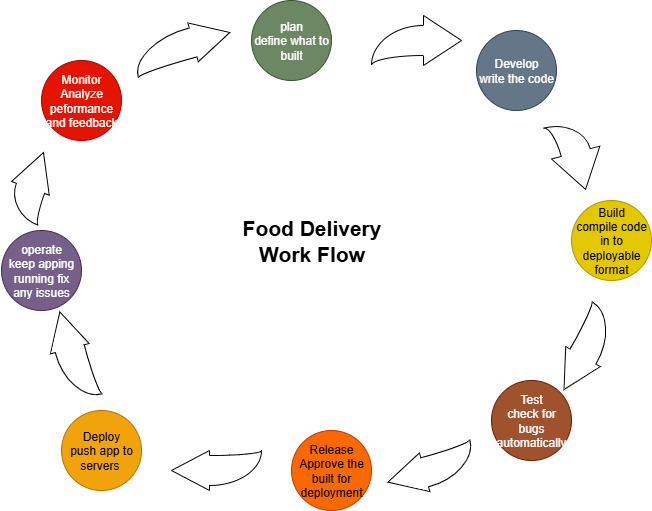 plan
define what to
built
Develop
write the code
Build
compile code
in to
deployable
format
Test
check for
bugs
automatically
Release
Approve the
built for
deployment
Deploy
push app to
servers
operate
keep apping
running fix
any issues
Monitor
Analyze
peformance
and feedback
Food Delivery
Work Flow